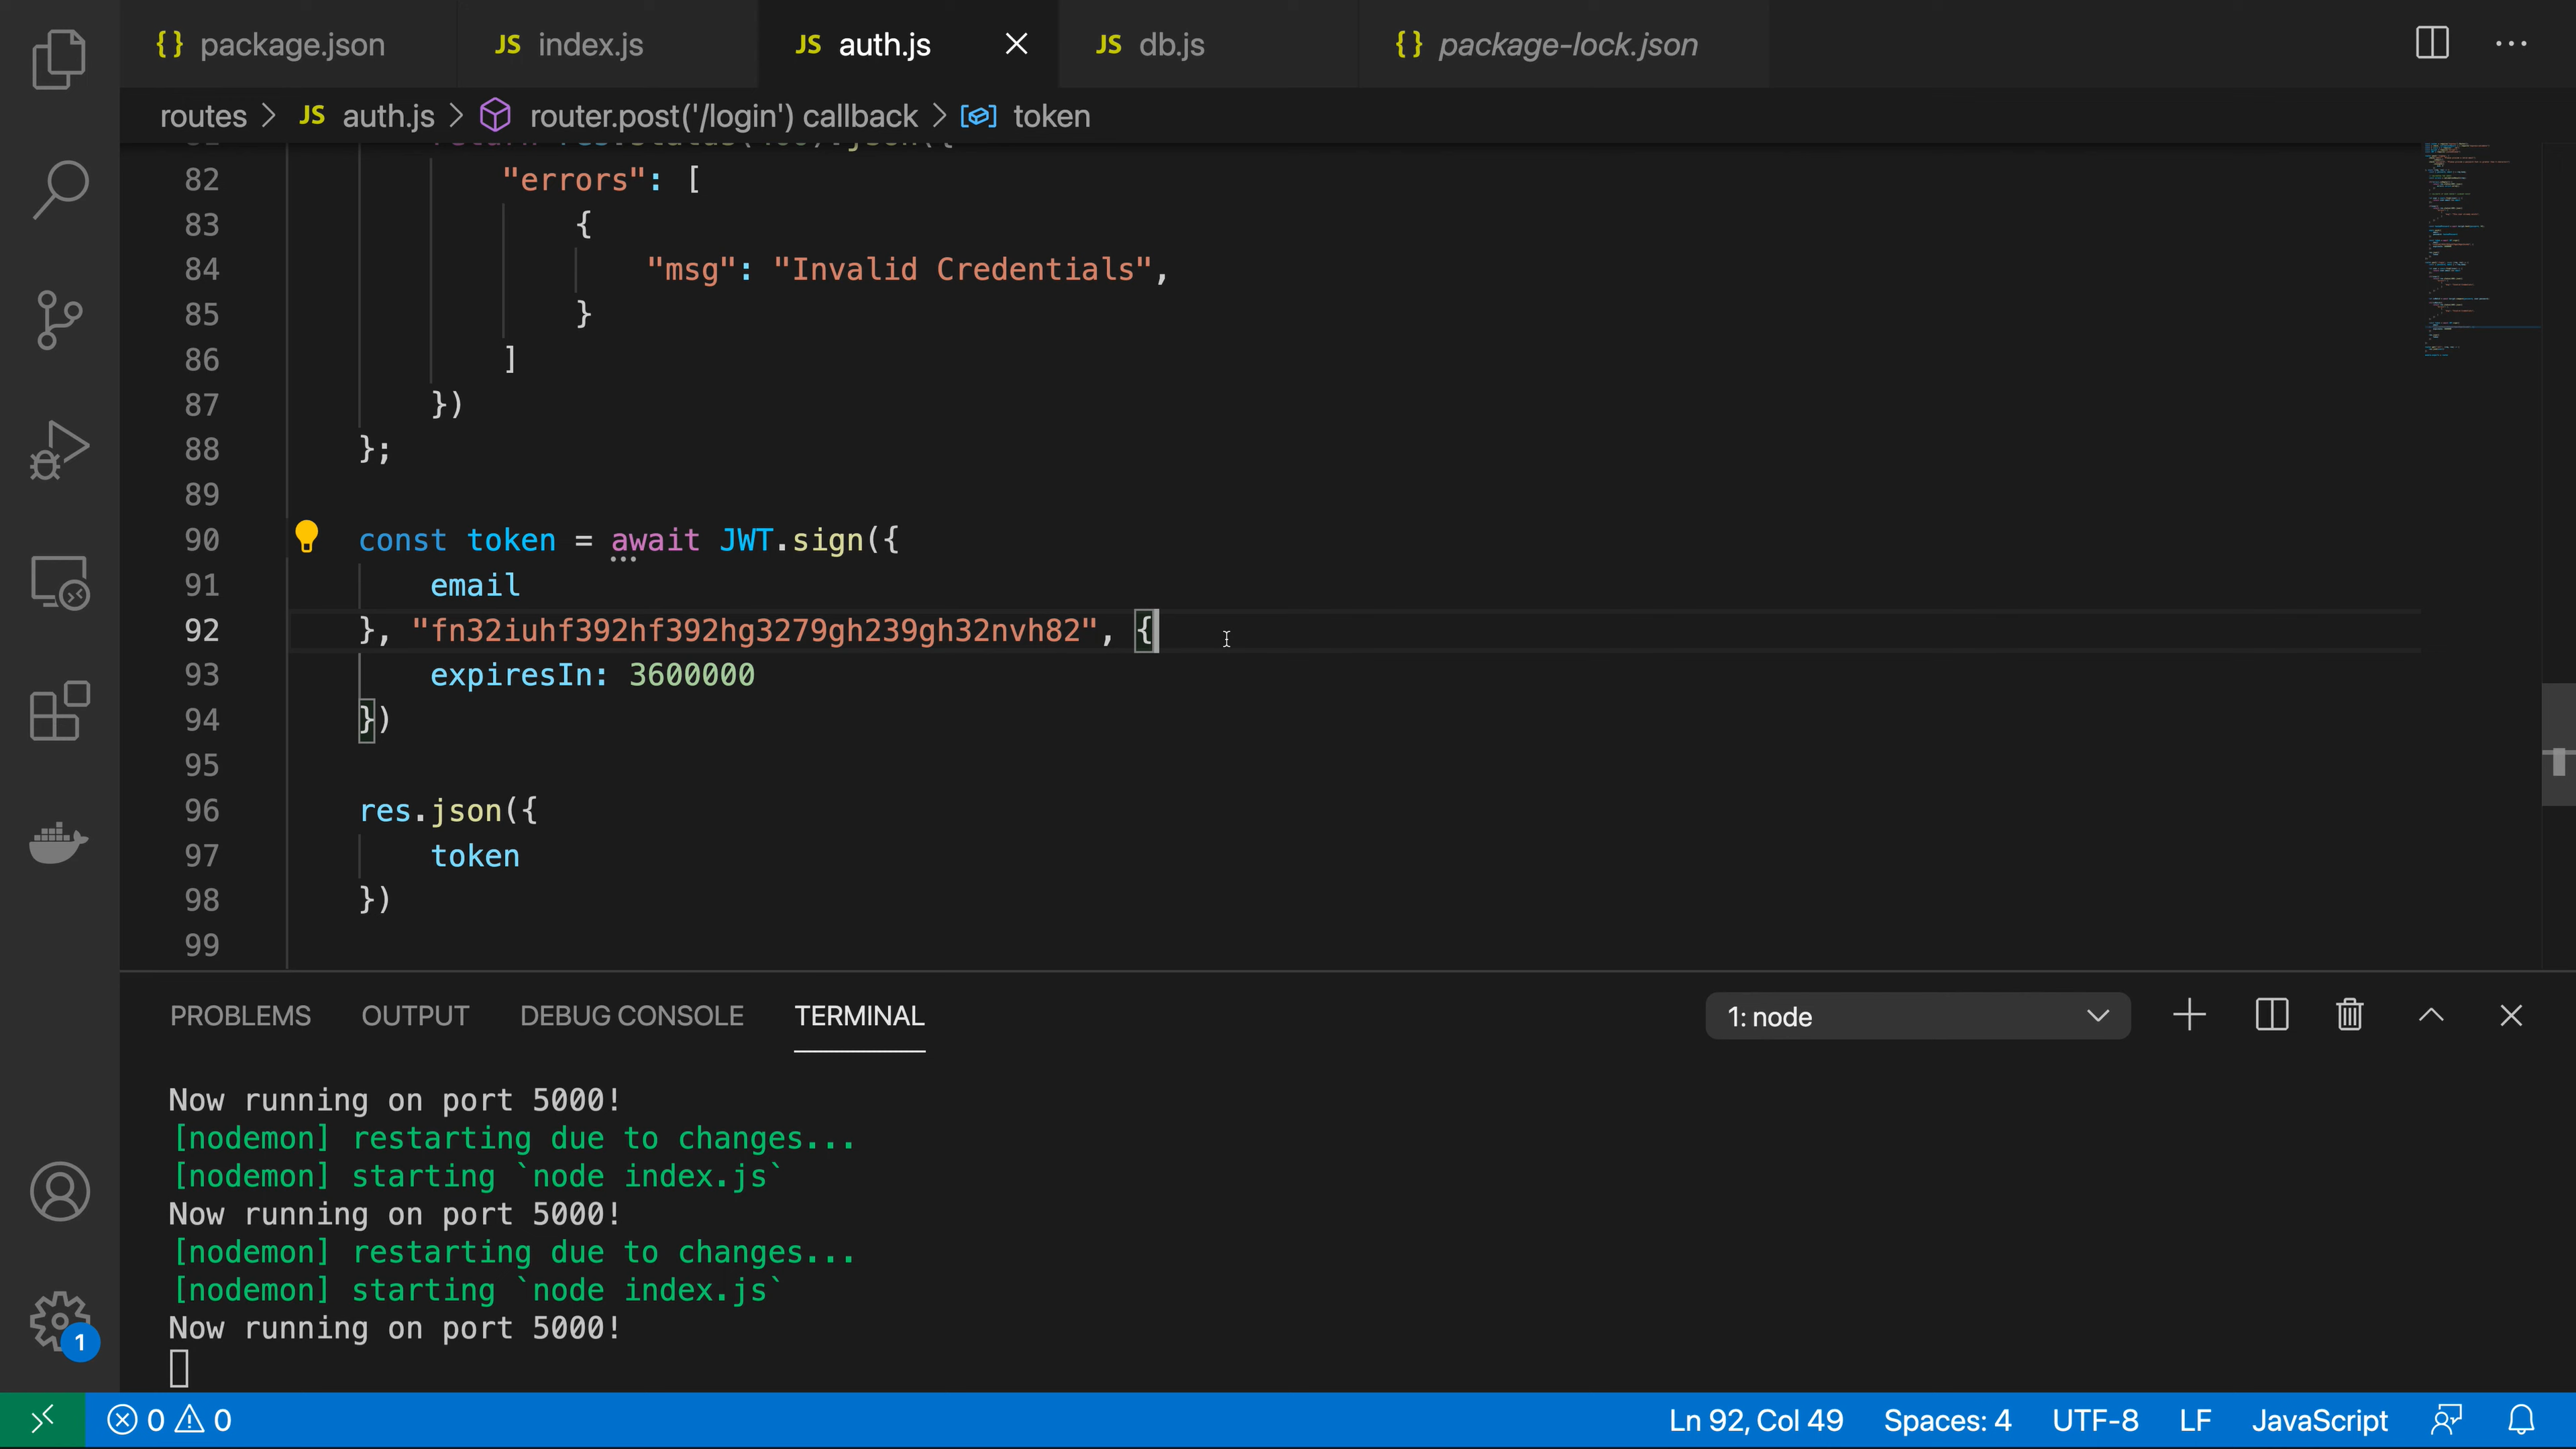 {} package.json JS index.js JS auth.js JS db.js {} package-lock.json
routes > JS auth.js > router.post('/login') callback > token
82 "errors": [
83 {
84 "msg": "Invalid Credentials",
85 }
86 ]
87 })
88 };
89
90 const token = await JWT.sign({
91 email
92 }, "fn32iuhf392hf392hg3279gh239gh32nvh82", {
93 expiresIn: 3600000
94 })
95
96 res.json({
97 token
98 })
99
PROBLEMS OUTPUT DEBUG CONSOLE TERMINAL 1: node
Now running on port 5000!
[nodemon] restarting due to changes...
[nodemon] starting `node index.js`
Now running on port 5000!
[nodemon] restarting due to changes...
[nodemon] starting `node index.js`
Now running on port 5000!
1
0 0 Ln 92, Col 49 Spaces: 4 UTF-8 LF JavaScript